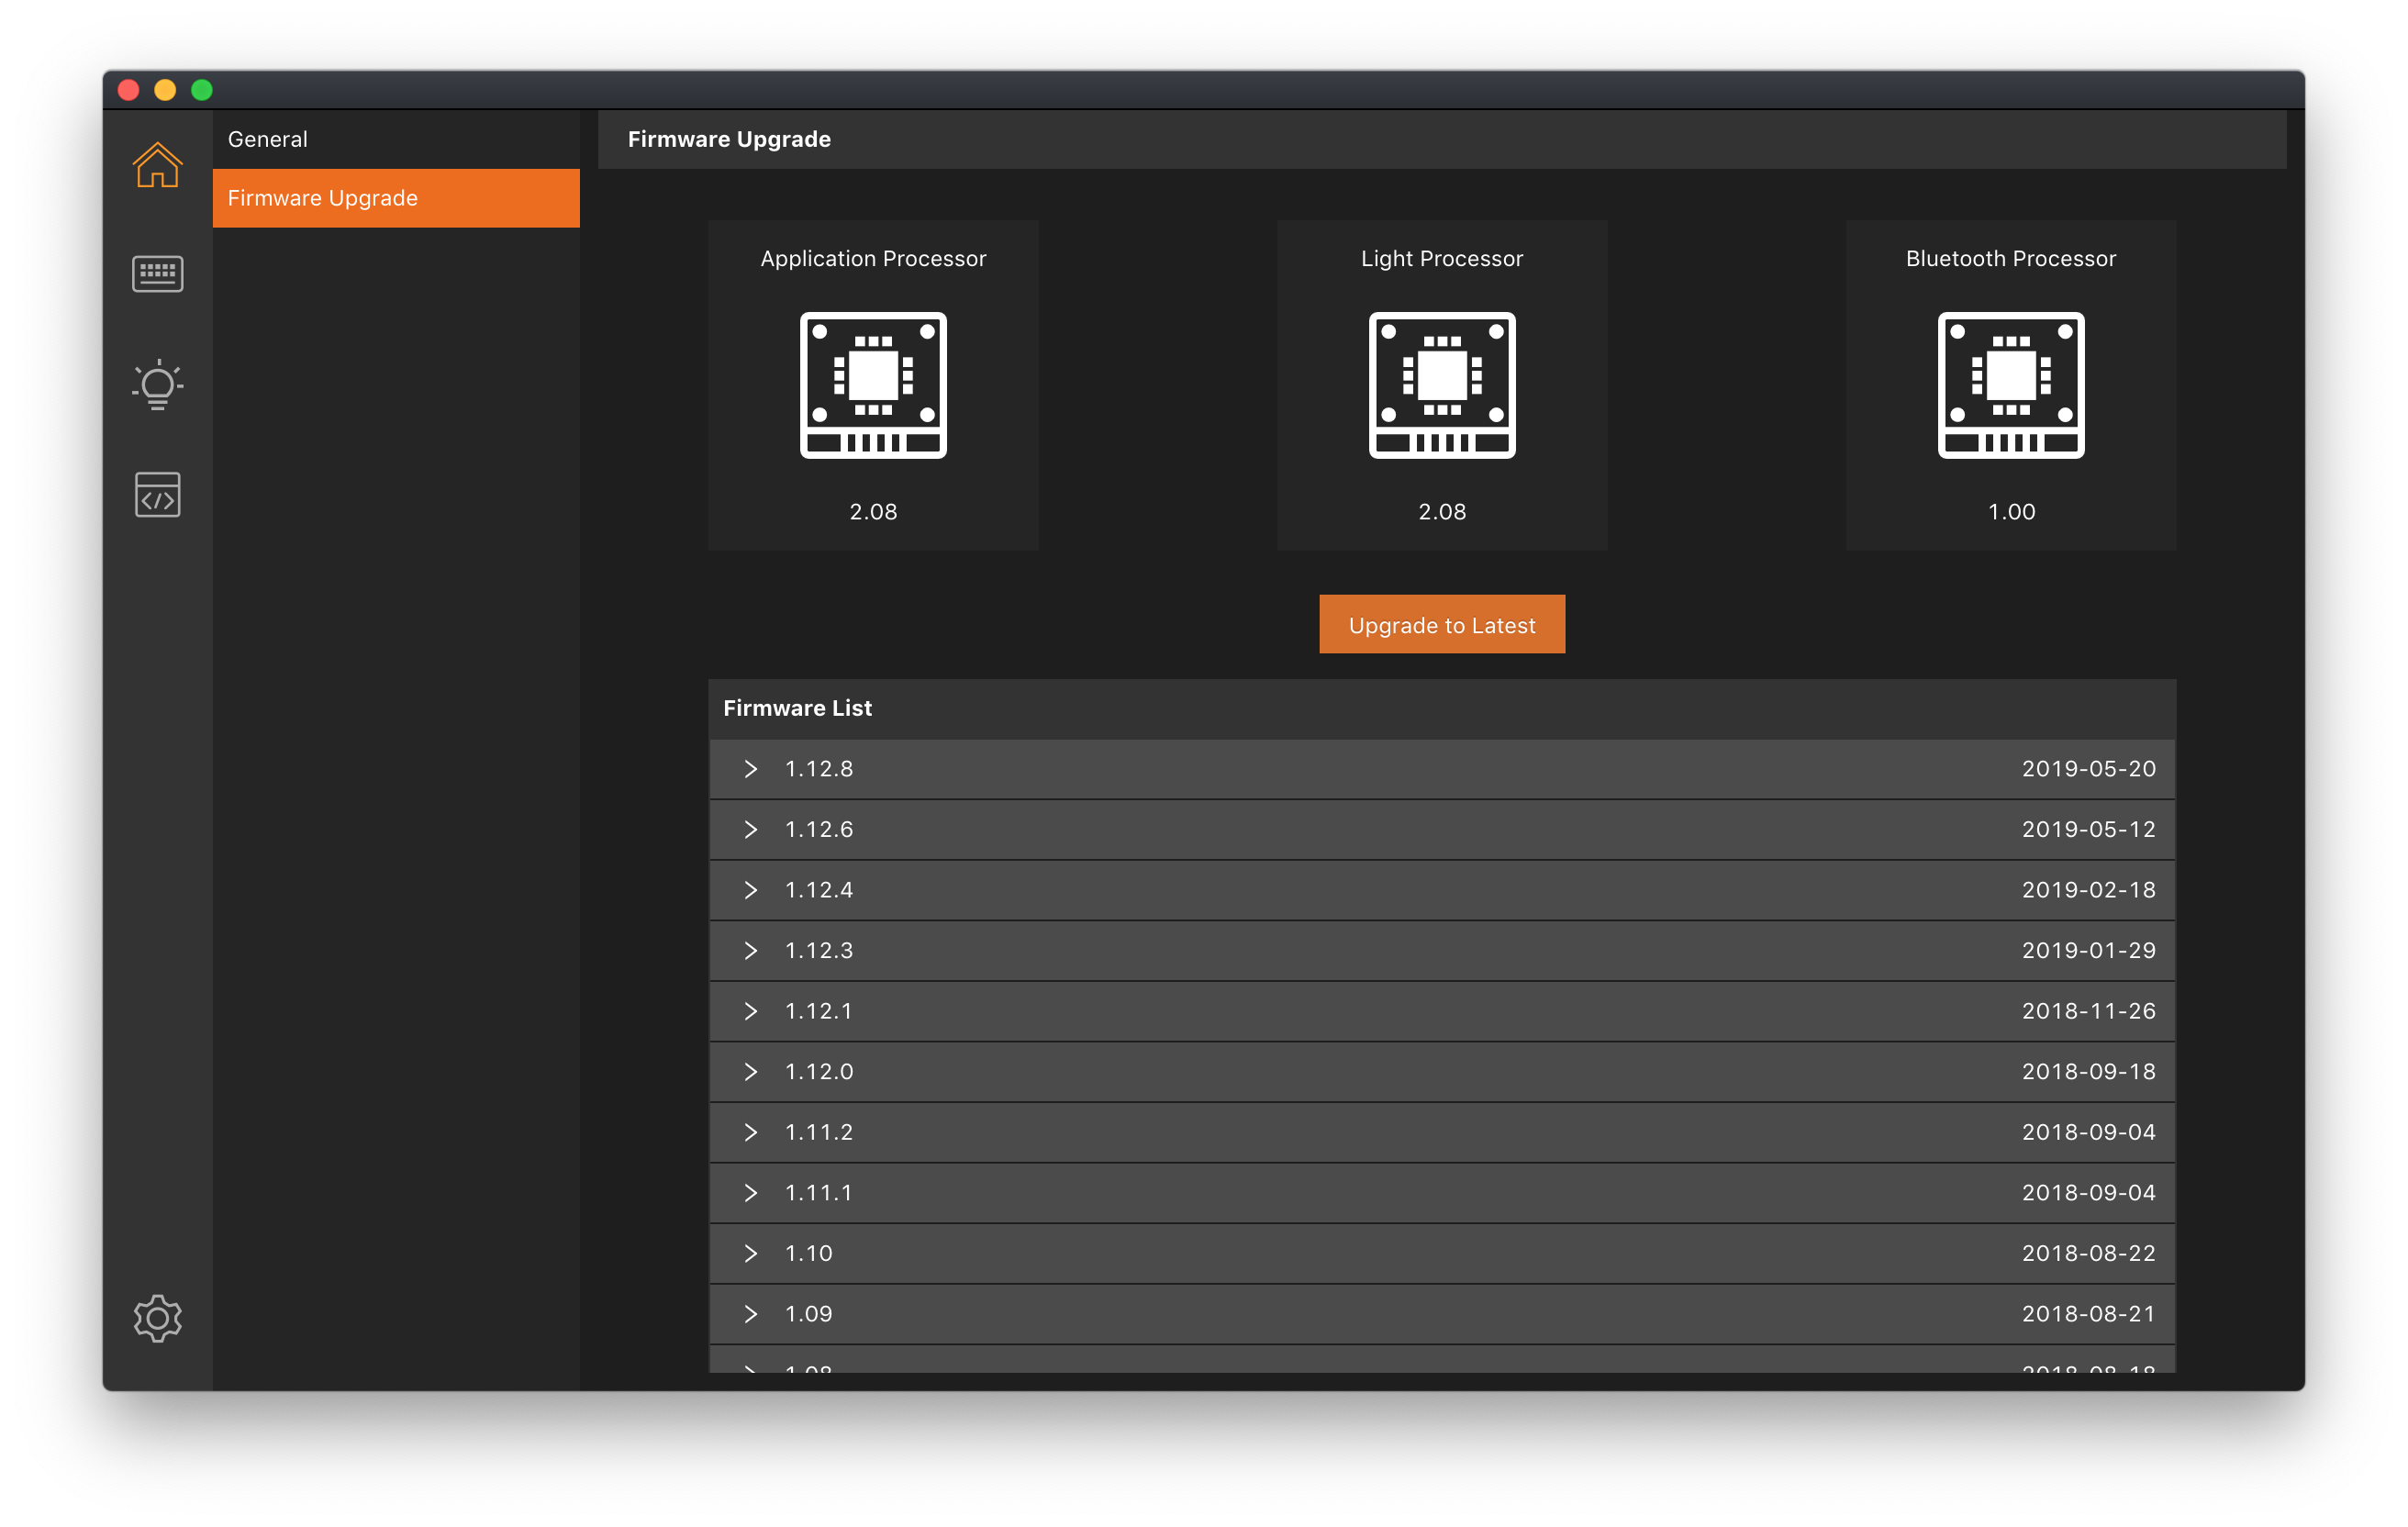 General
Firmware Upgrade
Firmware Upgrade
Application Processor
Light Processor
Bluetooth Processor
2.08
2.08
1.00
Upgrade to Latest
Firmware List
1.12.8 2019-05-20
1.12.6 2019-05-12
1.12.4 2019-02-18
1.12.3 2019-01-29
1.12.1 2018-11-26
1.12.0 2018-09-18
1.11.2 2018-09-04
1.11.1 2018-09-04
1.10 2018-08-22
1.09 2018-08-21